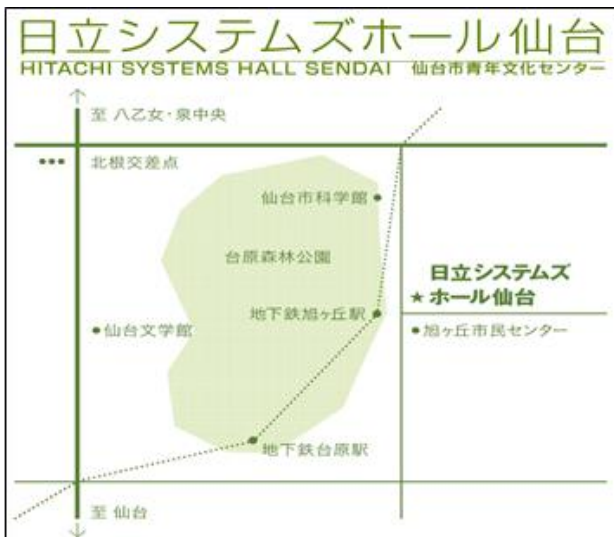 日立システムズホール仙台
HITACHI SYSTEMS HALL SENDAI 仙台市青年文化センター
至 八乙女・泉中央
北根交差点
仙台市科学館
台原森林公園
日立システムズ
★ホール仙台
地下鉄旭ヶ丘駅
仙台文学館
旭ヶ丘市民センター
地下鉄台原駅
至 仙台